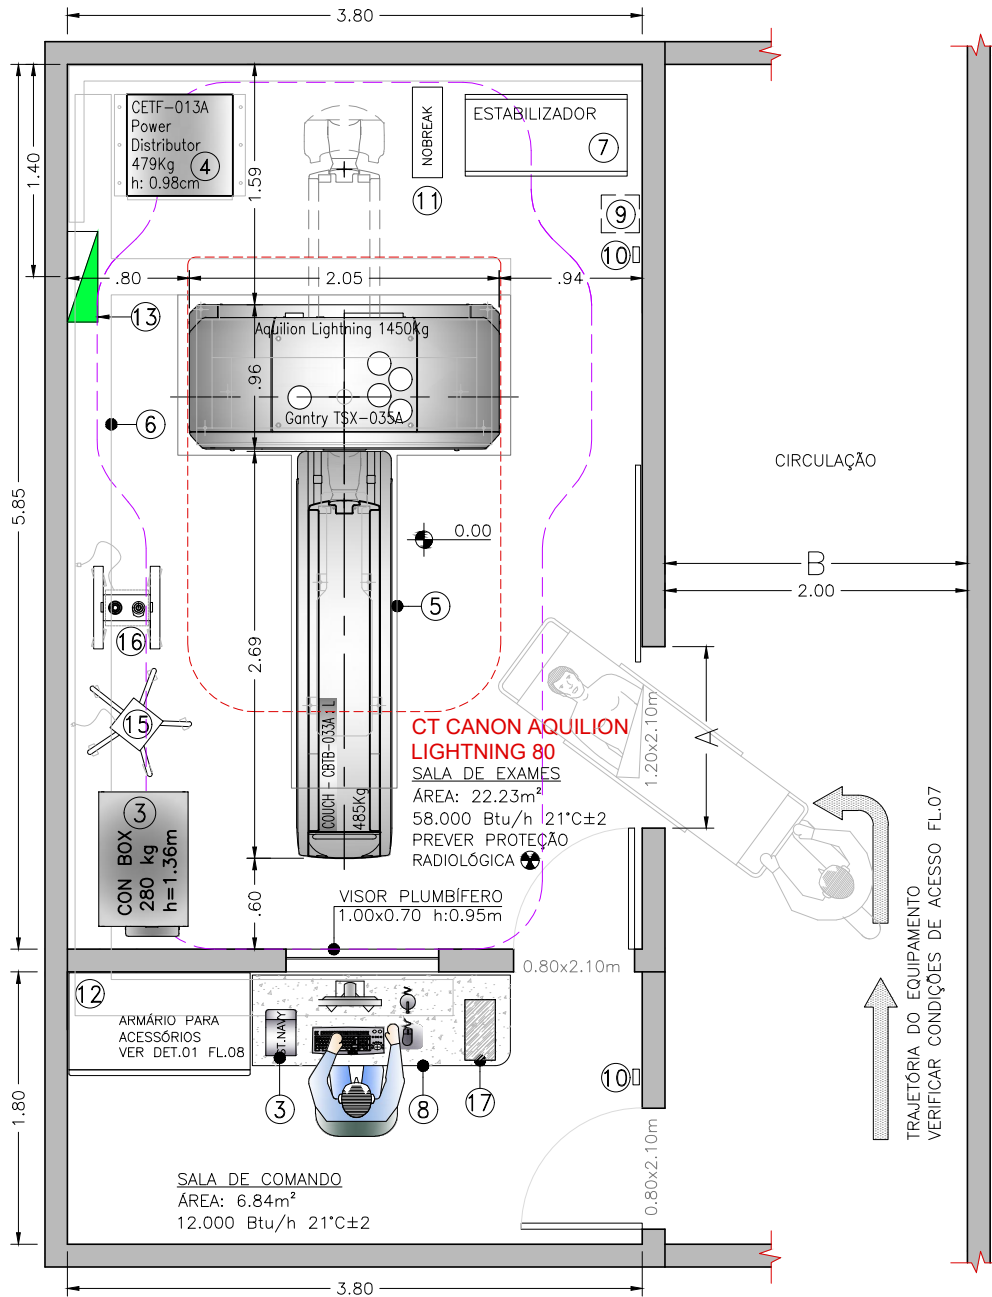 3.80
CETF-013A
Power
Distributor
479Kg
h: 0.98cm
4
NOBREAK
11
ESTABILIZADOR
7
9
10
1.40
1.59
.80
2.05
.94
13
Aquilion Lightning 1450Kg
.96
Gantry TSX-035A
6
CIRCULAÇÃO
5.85
0.00
B
2.00
5
16
2.69
15
COUCH - CBTB-033A : L
485Kg
CT CANON AQUILION
LIGHTNING 80
SALA DE EXAMES
ÁREA: 22.23m²
58.000 Btu/h 21°C±2
PREVER PROTEÇÃO
RADIOLÓGICA
1.20x2.10m
A
3
CON BOX
280 kg
h=1.36m
.60
VISOR PLUMBÍFERO
1.00x0.70 h:0.95m
0.80x2.10m
TRAJETÓRIA DO EQUIPAMENTO
VERIFICAR CONDIÇÕES DE ACESSO FL.07
12
ARMÁRIO PARA
ACESSÓRIOS
VER DET.01 FL.08
ST.NAVY
3
8
17
10
1.80
0.80x2.10m
SALA DE COMANDO
ÁREA: 6.84m²
12.000 Btu/h 21°C±2
3.80